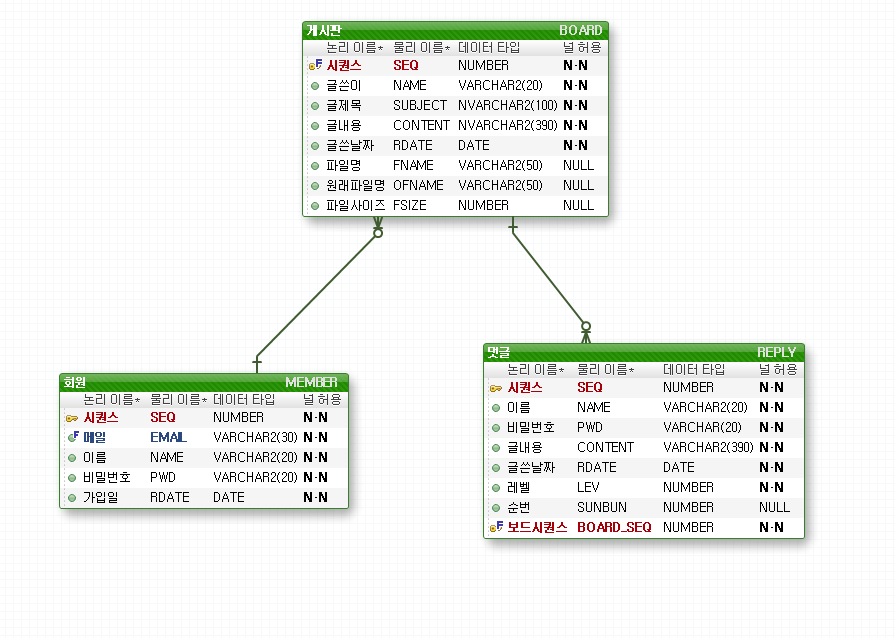 게시판 BOARD
논리 이름* 물리 이름* 데이터 타입 널 허용
시퀀스 SEQ NUMBER N·N
글쓴이 NAME VARCHAR2(20) N·N
글제목 SUBJECT NVARCHAR2(100) N·N
글내용 CONTENT NVARCHAR2(390) N·N
글쓴날짜 RDATE DATE N·N
파일명 FNAME VARCHAR2(50) NULL
원래파일명 OFNAME VARCHAR2(50) NULL
파일사이즈 FSIZE NUMBER NULL
회원 MEMBER
논리 이름* 물리 이름* 데이터 타입 널 허용
시퀀스 SEQ NUMBER N·N
메일 EMAIL VARCHAR2(30) N·N
이름 NAME VARCHAR2(20) N·N
비밀번호 PWD VARCHAR2(20) N·N
가입일 RDATE DATE N·N
댓글 REPLY
논리 이름* 물리 이름* 데이터 타입 널 허용
시퀀스 SEQ NUMBER N·N
이름 NAME VARCHAR2(20) N·N
비밀번호 PWD VARCHAR(20) N·N
글내용 CONTENT VARCHAR2(390) N·N
글쓴날짜 RDATE DATE N·N
레벨 LEV NUMBER N·N
순번 SUNBUN NUMBER NULL
보드시퀀스 BOARD_SEQ NUMBER N·N